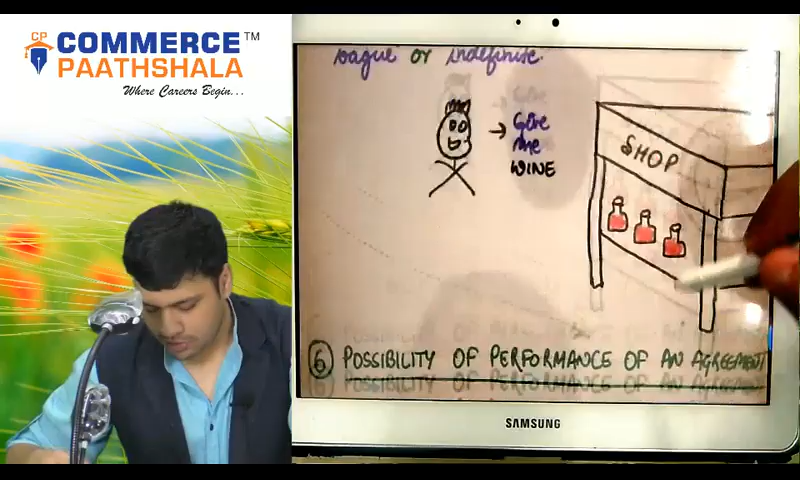 CP
COMMERCE™
PAATHSHALA
Where Careers Begin...
vague or indefinite.
Give
me
WINE
SHOP
6 POSSIBILITY OF PERFORMANCE OF AN AGREEMENT
SAMSUNG